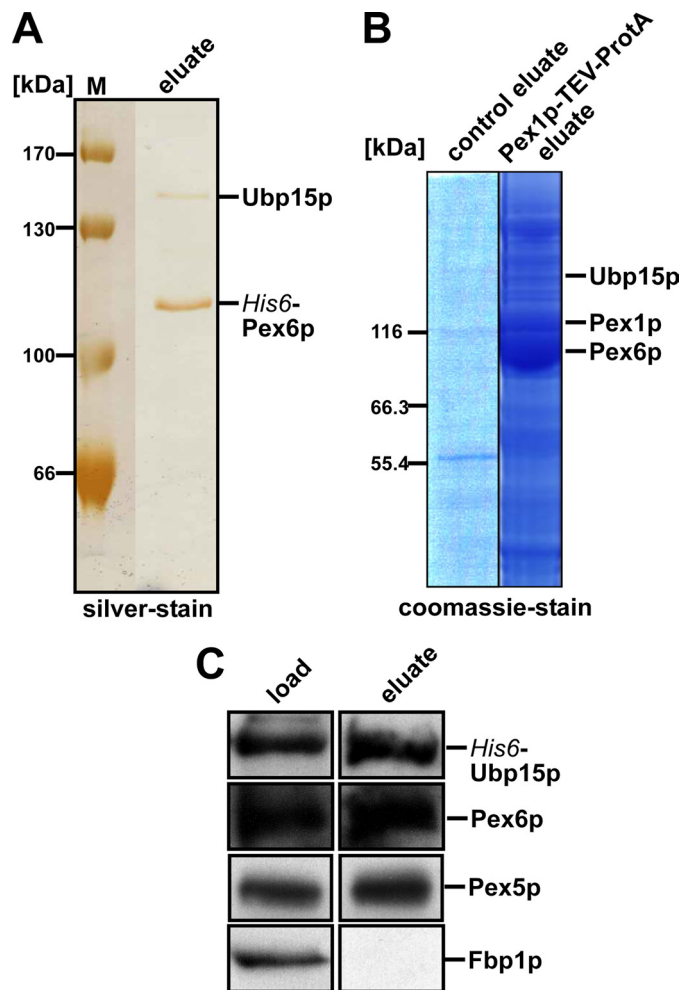 A
[kDa] M eluate
170
130
100
66
Ubp15p
His6-
Pex6p
silver-stain
B
[kDa] control eluate Pex1p-TEV-ProtA
eluate
116
66.3
55.4
Ubp15p
Pex1p
Pex6p
coomassie-stain
C
load eluate
His6-
Ubp15p
Pex6p
Pex5p
Fbp1p